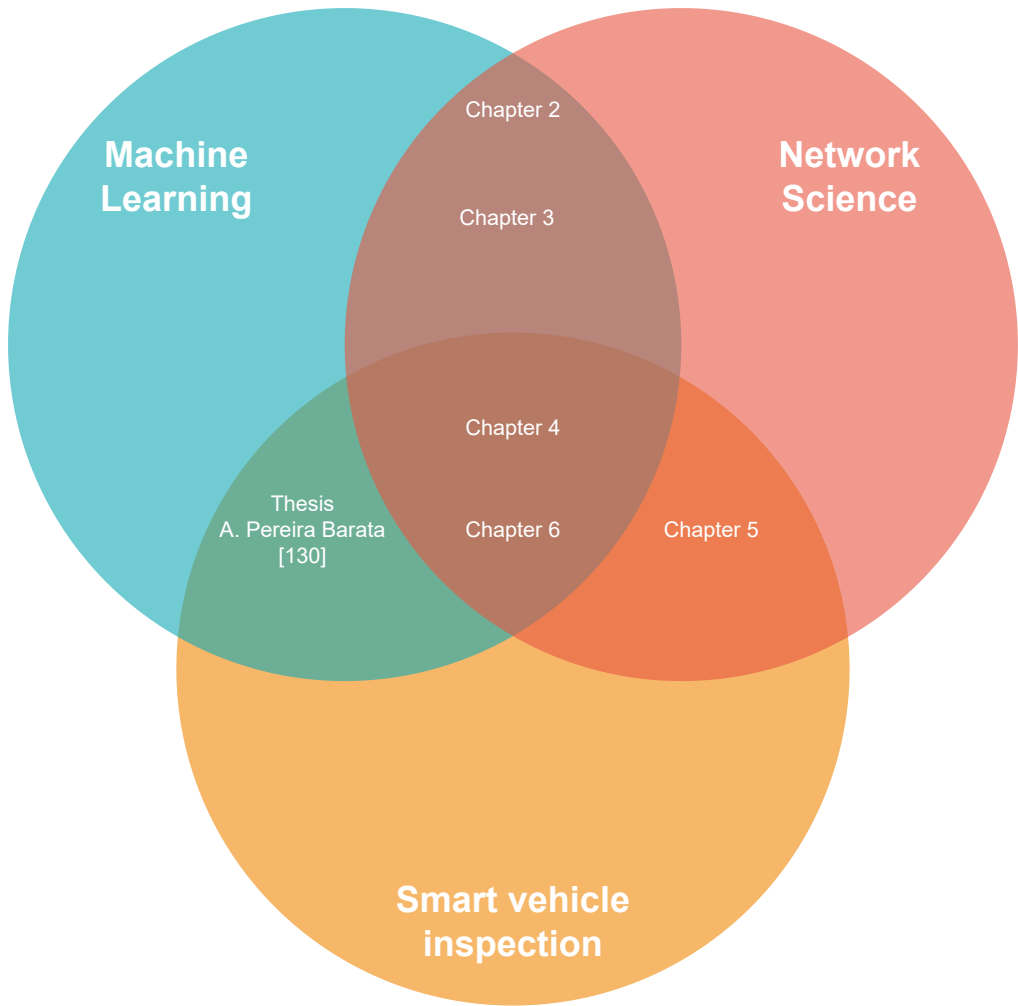 Machine
Learning
Network
Science
Chapter 2
Chapter 3
Chapter 4
Thesis
A. Pereira Barata
[130]
Chapter 6
Chapter 5
Smart vehicle
inspection